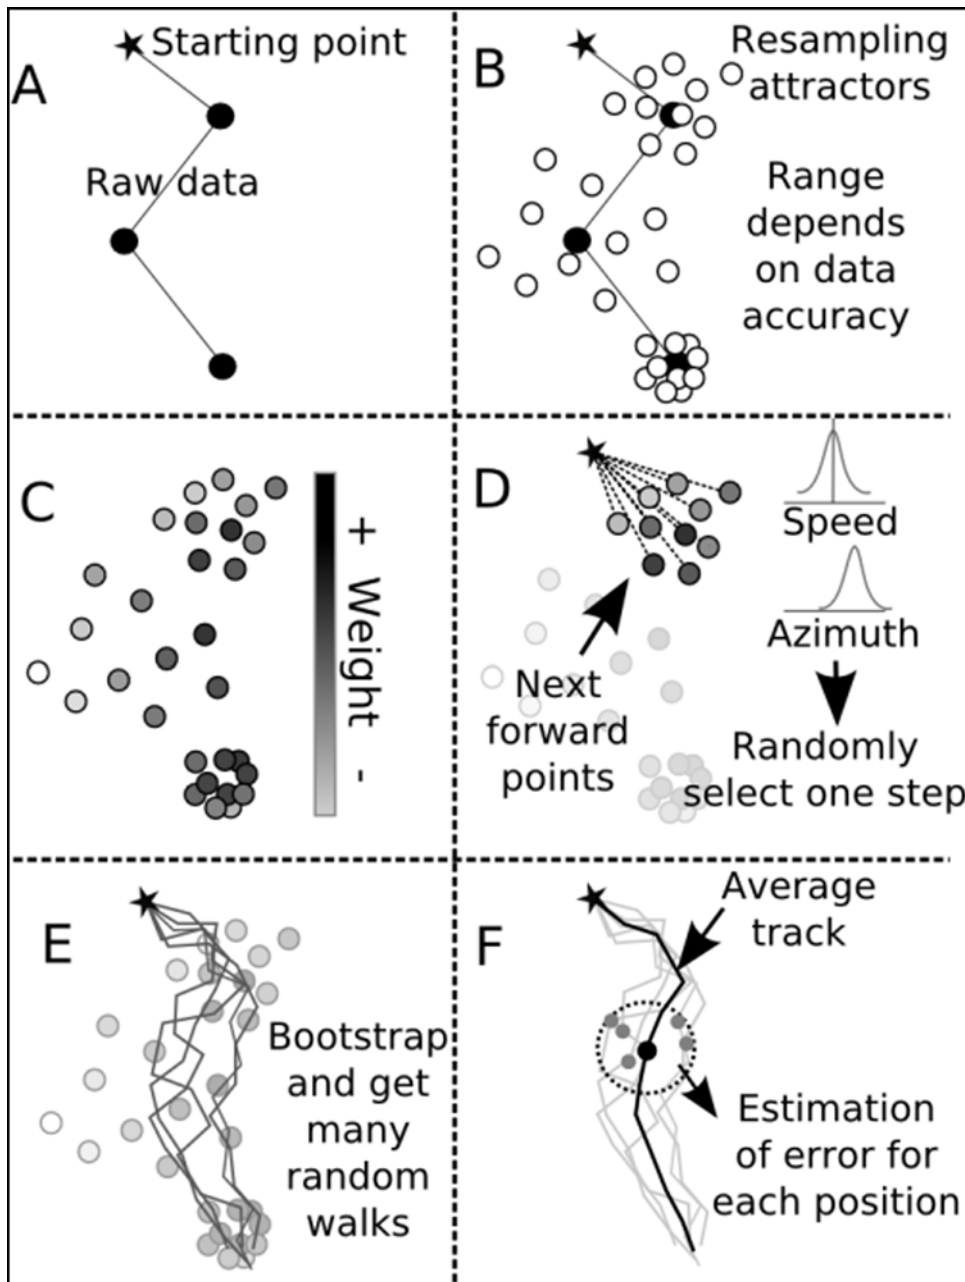 A
Starting point
Raw data
B
Resampling
attractors
Range
depends
on data
accuracy
C
+ Weight -
D
Speed
Azimuth
Next
forward
points
Randomly
select one step
E
Bootstrap
and get
many
random
walks
F
Average
track
Estimation
of error for
each position